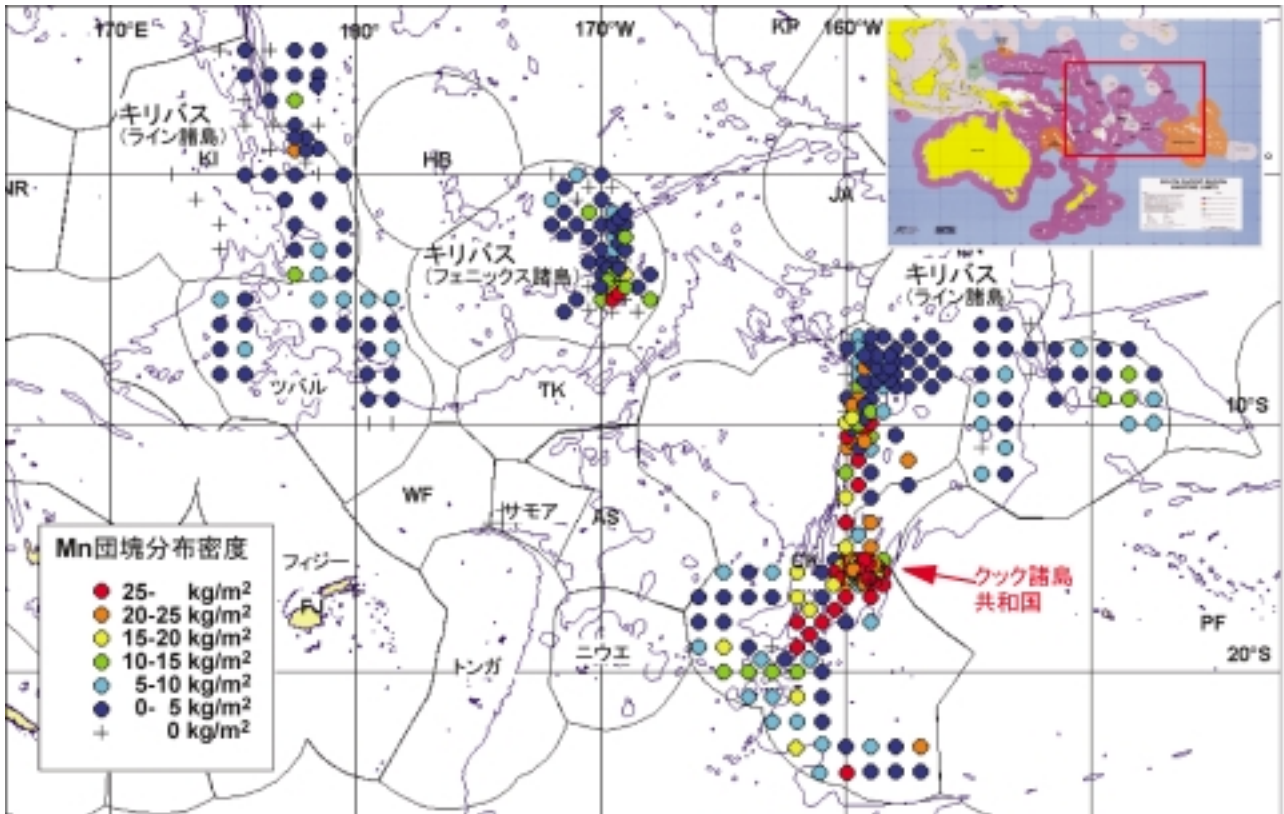 170°E
180°
170°W
KP
160°W
キリバス
（ライン諸島）
KI
HB
NR
JA
キリバス
（フェニックス諸島）
キリバス
（ライン諸島）
ツバル
TK
10°S
WF
サモア
AS
Mn団塊分布密度
25- kg/m²
20-25 kg/m²
15-20 kg/m²
10-15 kg/m²
5-10 kg/m²
0- 5 kg/m²
0 kg/m²
フィジー
FJ
クック諸島
共和国
PF
トンガ
ニウエ
20°S